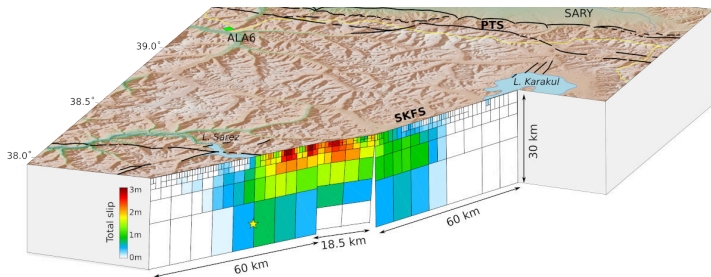 SARY
PTS
ALA6
39.0°
L. Karakul
38.5°
SKFS
L. Sarez
38.0°
30 km
3m
2m
1m
0m
Total slip
60 km
18.5 km
60 km